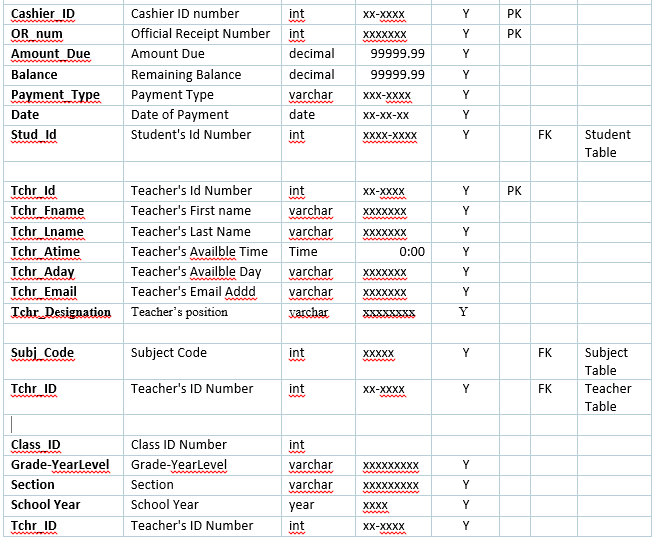 Cashier_ID Cashier ID number int xx-xxxx Y PK
OR_num Official Receipt Number int xxxxxxx Y PK
Amount_Due Amount Due decimal 99999.99 Y
Balance Remaining Balance decimal 99999.99 Y
Payment_Type Payment Type varchar xxx-xxxx Y
Date Date of Payment date xx-xx-xx Y
Stud_Id Student's Id Number int xxxx-xxxx Y FK Student
Table
Tchr_Id Teacher's Id Number int xx-xxxx Y PK
Tchr_Fname Teacher's First name varchar xxxxxxx Y
Tchr_Lname Teacher's Last Name varchar xxxxxxx Y
Tchr_Atime Teacher's Availble Time Time 0:00 Y
Tchr_Aday Teacher's Availble Day varchar xxxxxxx Y
Tchr_Email Teacher's Email Addd varchar xxxxxxx Y
Tchr_Designation Teacher's position varchar xxxxxxxx Y
Subj_Code Subject Code int xxxxx Y FK Subject
Table
Tchr_ID Teacher's ID Number int xx-xxxx Y FK Teacher
Table
Class_ID Class ID Number int
Grade-YearLevel Grade-YearLevel varchar xxxxxxxxx Y
Section Section varchar xxxxxxxxx Y
School Year School Year year xxxx Y
Tchr_ID Teacher's ID Number int xx-xxxx Y